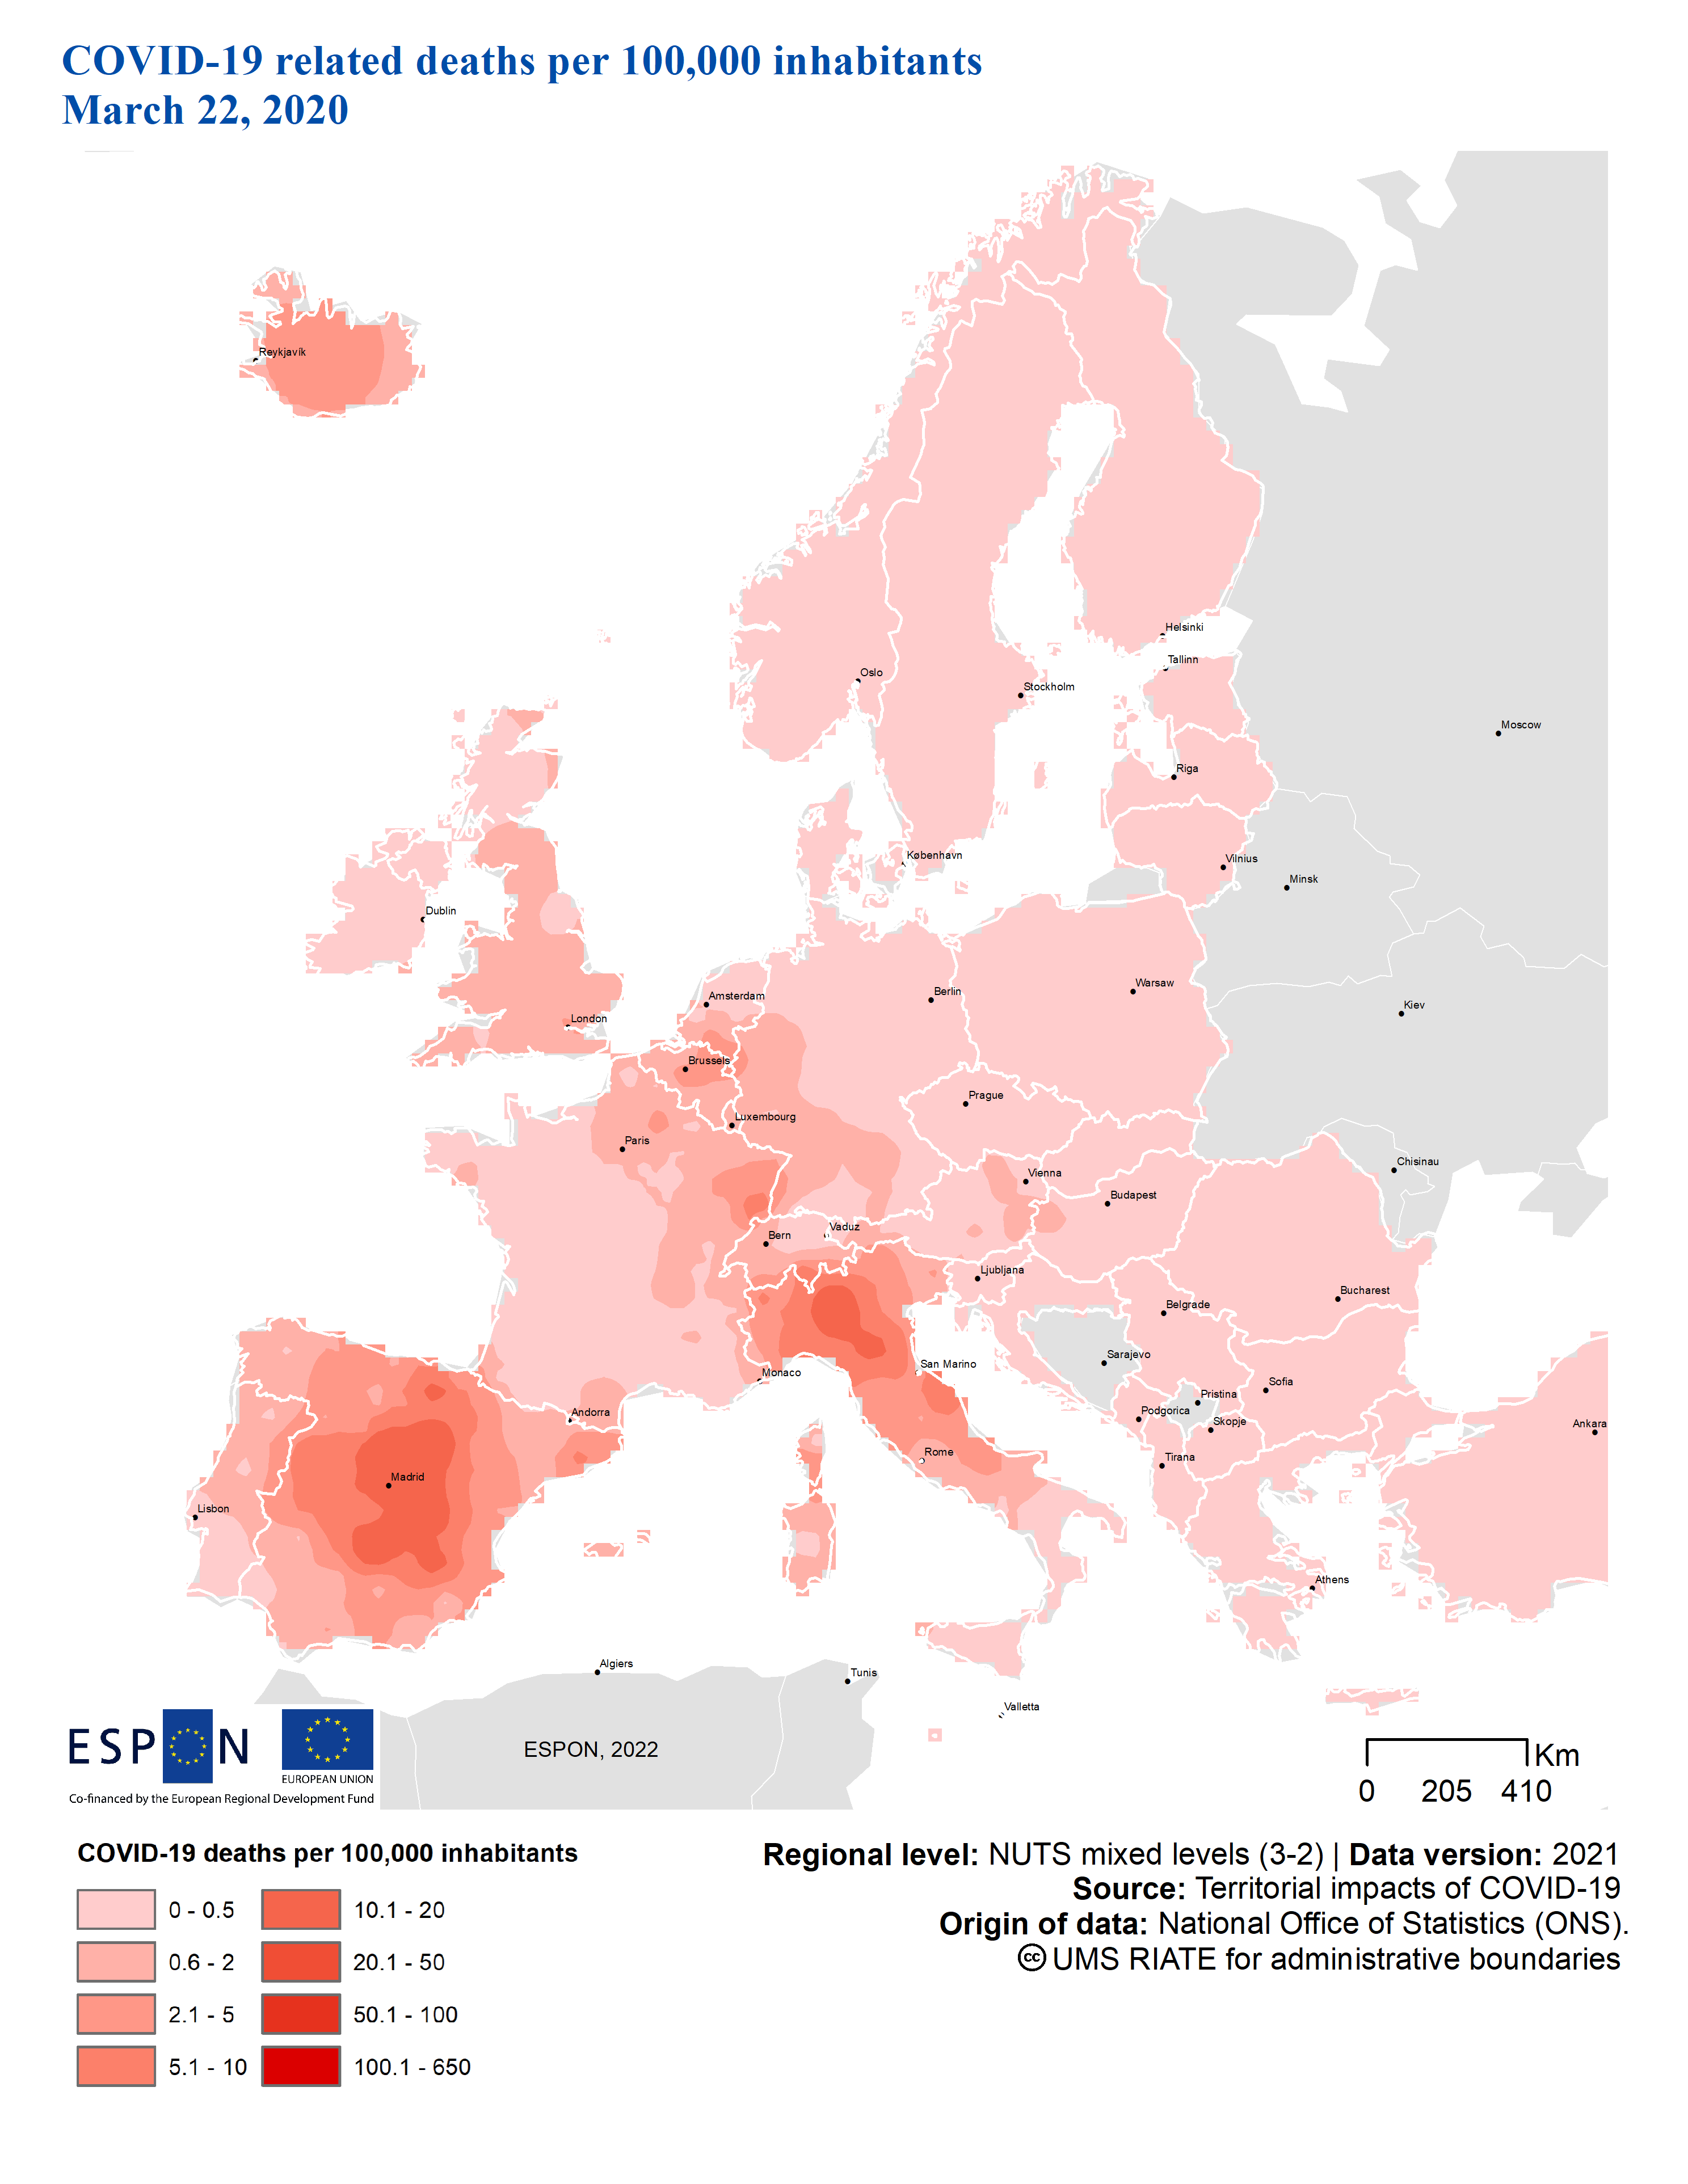 COVID-19 related deaths per 100,000 inhabitants
March 22, 2020
Reykjavík
Helsinki
Tallinn
Oslo
Stockholm
Moscow
Riga
København
Vilnius
Minsk
Dublin
Warsaw
Berlin
Amsterdam
Kiev
London
Brussels
Prague
Luxembourg
Paris
Chisinau
Vienna
Budapest
Vaduz
Bern
Ljubljana
Bucharest
Belgrade
Sarajevo
San Marino
Monaco
Sofia
Pristina
Andorra
Podgorica
Skopje
Ankara
Rome
Tirana
Madrid
Lisbon
Athens
Algiers
Tunis
Valletta
ESPON
EUROPEAN UNION
Co-financed by the European Regional Development Fund
ESPON, 2022
Km
0 205 410
COVID-19 deaths per 100,000 inhabitants
0 - 0.5
0.6 - 2
2.1 - 5
5.1 - 10
10.1 - 20
20.1 - 50
50.1 - 100
100.1 - 650
Regional level: NUTS mixed levels (3-2) | Data version: 2021
Source: Territorial impacts of COVID-19
Origin of data: National Office of Statistics (ONS).
cc UMS RIATE for administrative boundaries